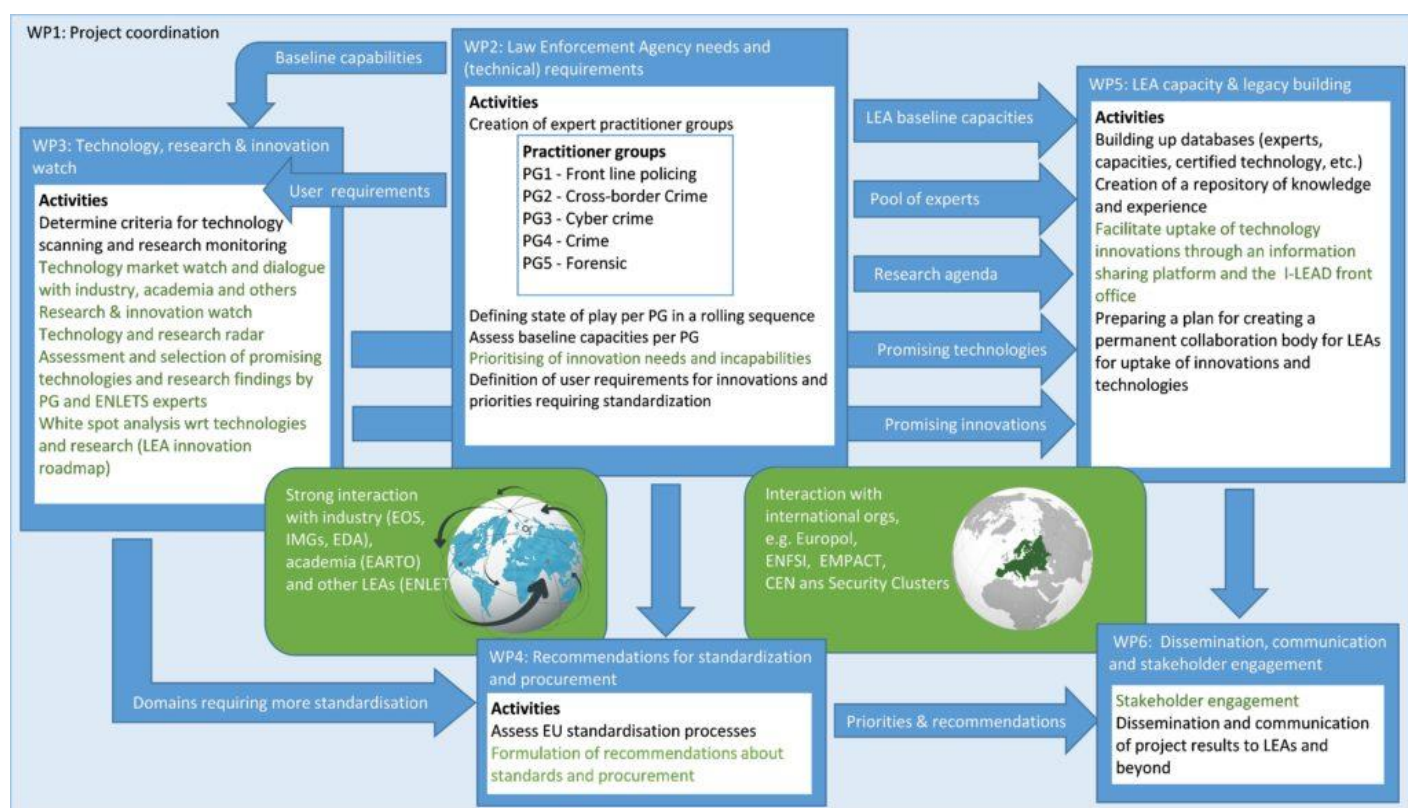 WP1: Project coordination
Baseline capabilities
WP2: Law Enforcement Agency needs and
(technical) requirements
Activities
Creation of expert practitioner groups
Practitioner groups
PG1 - Front line policing
PG2 - Cross-border Crime
PG3 - Cyber crime
PG4 - Crime
PG5 - Forensic
Defining state of play per PG in a rolling sequence
Assess baseline capacities per PG
Prioritising of innovation needs and incapabilities
Definition of user requirements for innovations and
priorities requiring standardization
WP3: Technology, research & innovation
watch
User requirements
Activities
Determine criteria for technology
scanning and research monitoring
Technology market watch and dialogue
with industry, academia and others
Research & innovation watch
Technology and research radar
Assessment and selection of promising
technologies and research findings by
PG and ENLETS experts
White spot analysis wrt technologies
and research (LEA innovation
roadmap)
LEA baseline capacities
Pool of experts
Research agenda
Promising technologies
Promising innovations
WP5: LEA capacity & legacy building
Activities
Building up databases (experts,
capacities, certified technology, etc.)
Creation of a repository of knowledge
and experience
Facilitate uptake of technology
innovations through an information
sharing platform and the I-LEAD front
office
Preparing a plan for creating a
permanent collaboration body for LEAs
for uptake of innovations and
technologies
Strong interaction
with industry (EOS,
IMGs, EDA),
academia (EARTO)
and other LEAs (ENLET
Interaction with
international orgs,
e.g. Europol,
ENFSI, EMPACT,
CEN ans Security Clusters
Domains requiring more standardisation
WP4: Recommendations for standardization
and procurement
Activities
Assess EU standardisation processes
Formulation of recommendations about
standards and procurement
Priorities & recommendations
WP6: Dissemination, communication
and stakeholder engagement
Stakeholder engagement
Dissemination and communication
of project results to LEAs and
beyond